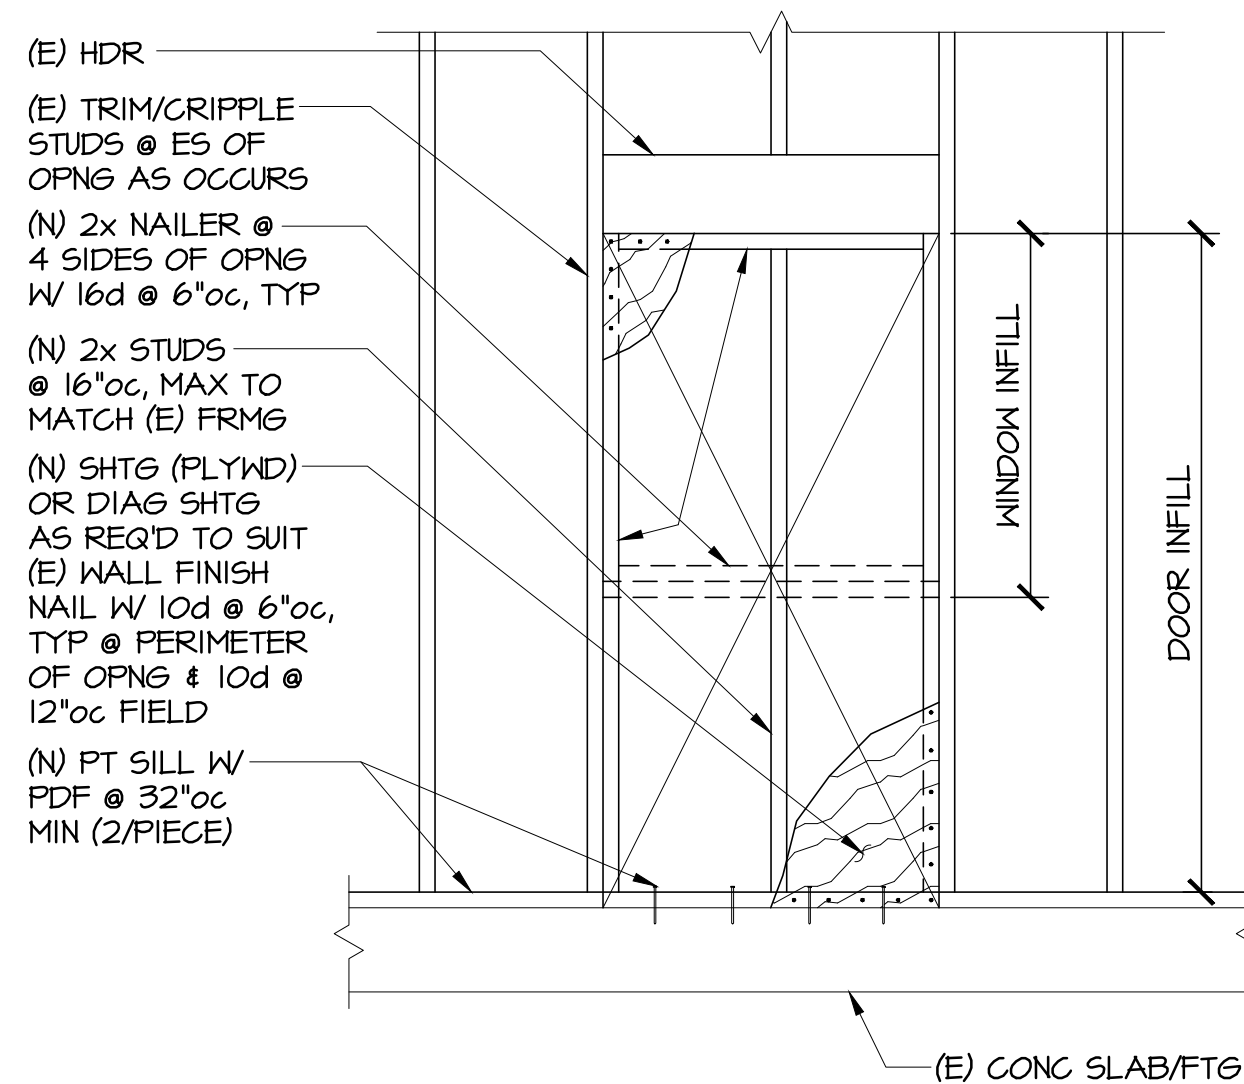 (E) HDR
(E) TRIM/CRIPPLE
STUDS @ ES OF
OPNG AS OCCURS
(N) 2x NAILER @
4 SIDES OF OPNG
W/ 16d @ 6"oc, TYP
(N) 2x STUDS
@ 16"oc, MAX TO
MATCH (E) FRMG
(N) SHTG (PLYWD)
OR DIAG SHTG
AS REQ'D TO SUIT
(E) WALL FINISH
NAIL W/ 10d @ 6"oc,
TYP @ PERIMETER
OF OPNG & 10d @
12"oc FIELD
(N) PT SILL W/
PDF @ 32"oc
MIN (2/PIECE)
WINDOW INFILL
DOOR INFILL
(E) CONC SLAB/FTG